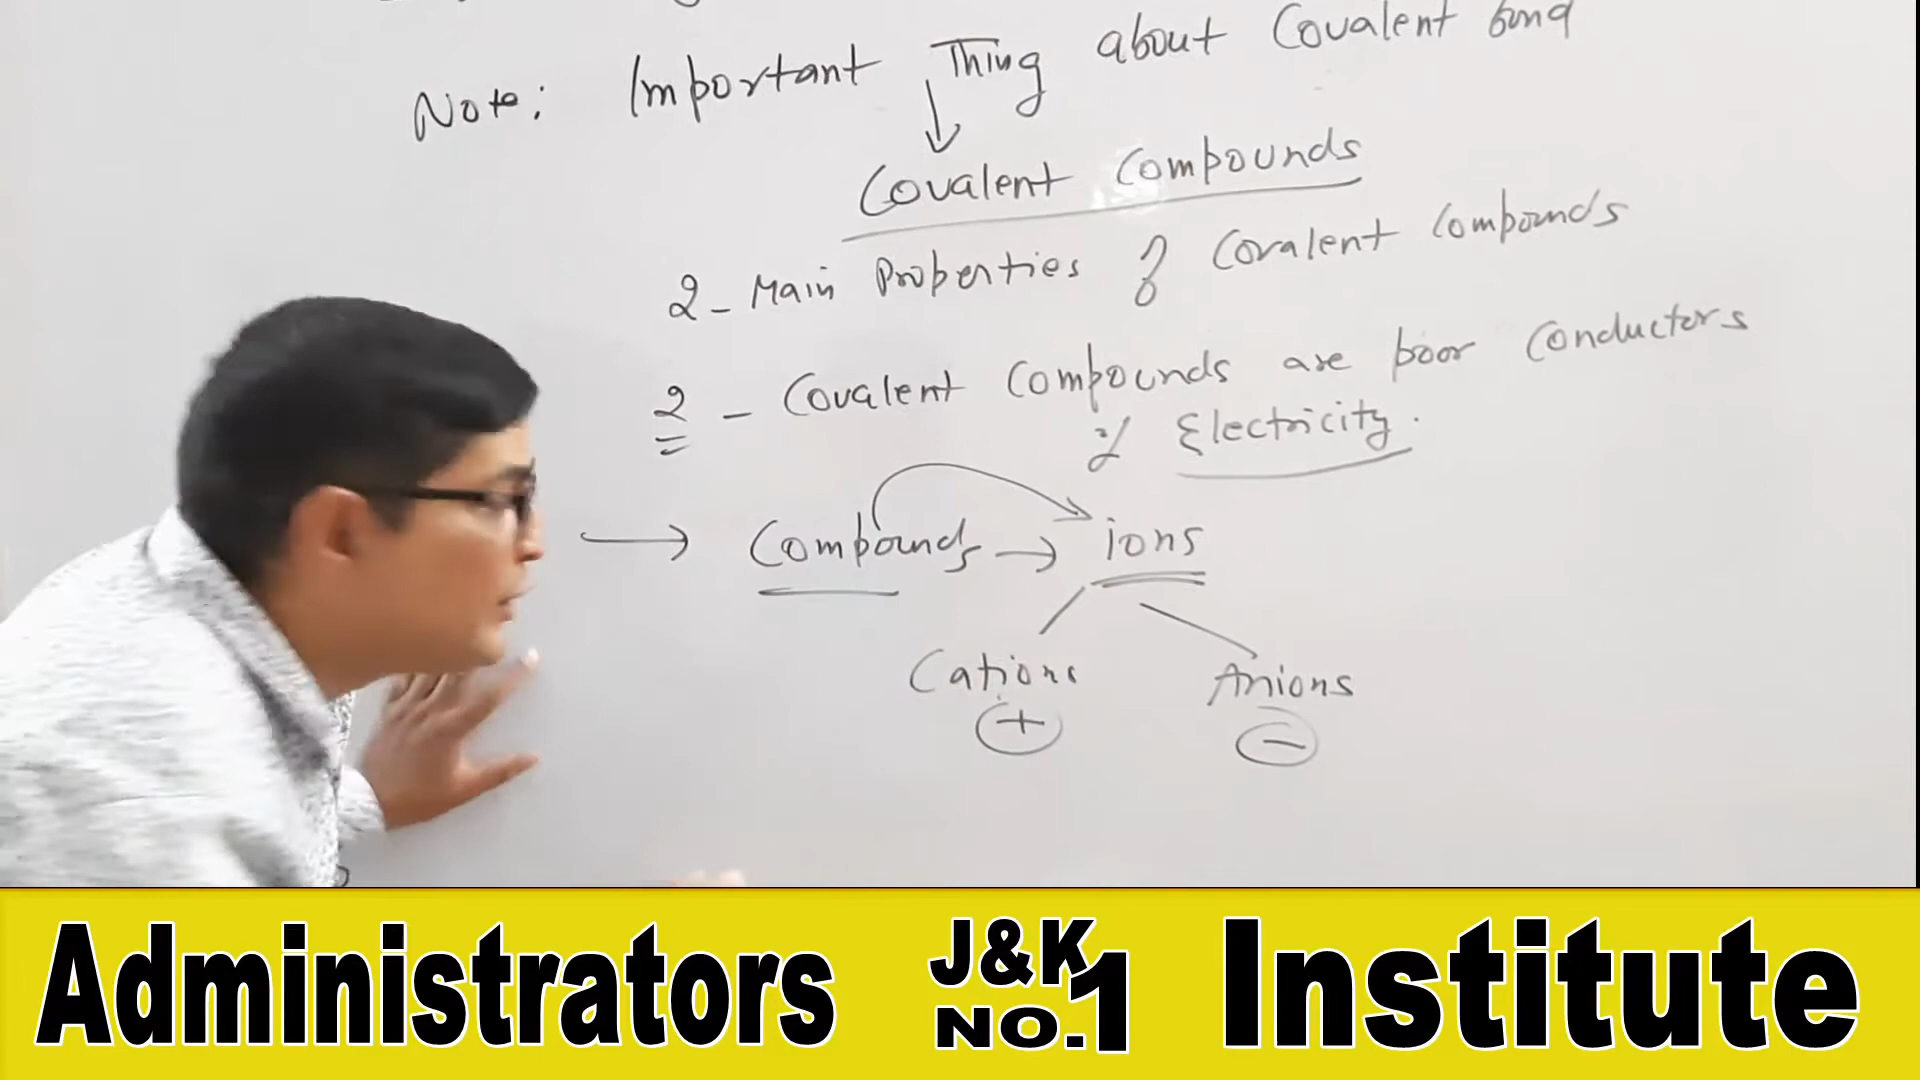 Note: Important Thing about Covalent bond
Covalent Compounds
2 - Main Properties of Covalent Compounds
2 - Covalent Compounds are poor Conductors
of Electricity.
Compounds → ions
Cations Anions
+ −
Administrators J&K NO.1 Institute